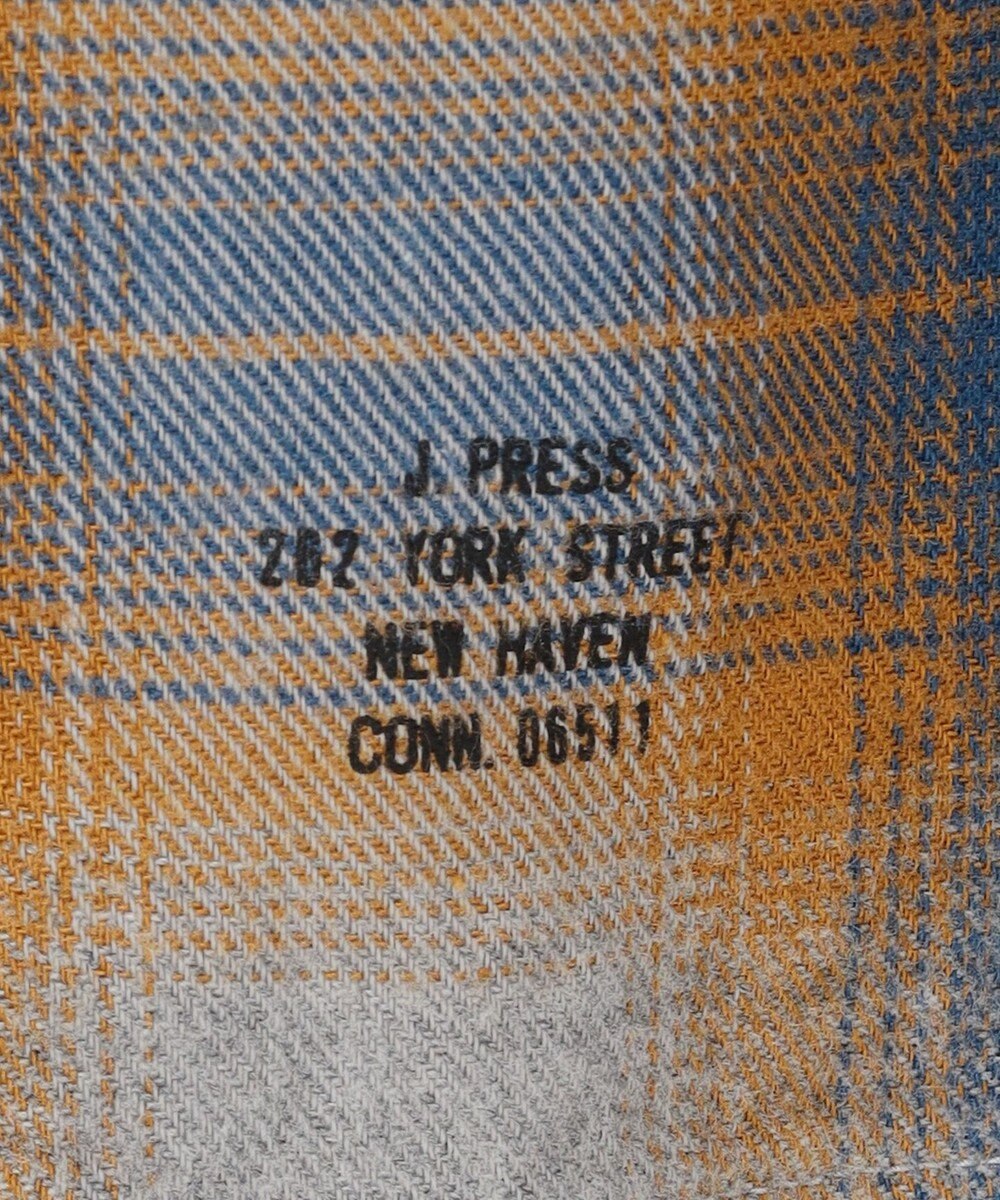 J. PRESS
262 YORK STREET
NEW HAVEN
CONN. 06511